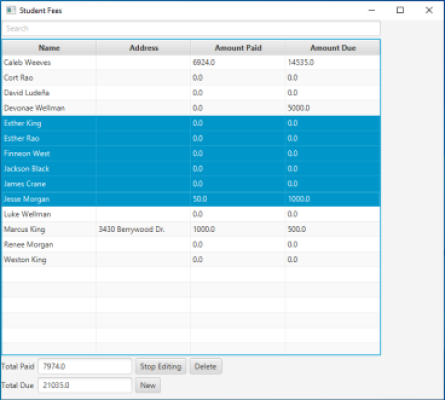 Student Fees
Search
Name Address Amount Paid Amount Due
Caleb Weeves 6924.0 14535.0
Cort Rao 0.0 0.0
David Ludeña 0.0 0.0
Devonae Wellman 0.0 5000.0
Esther King 0.0 0.0
Esther Rao 0.0 0.0
Finneon West 0.0 0.0
Jackson Black 0.0 0.0
James Crane 0.0 0.0
Jesse Morgan 50.0 1000.0
Luke Wellman 0.0 0.0
Marcus King 3430 Berrywood Dr. 1000.0 500.0
Renee Morgan 0.0 0.0
Weston King 0.0 0.0
Total Paid 7974.0 Stop Editing Delete
Total Due 21035.0 New